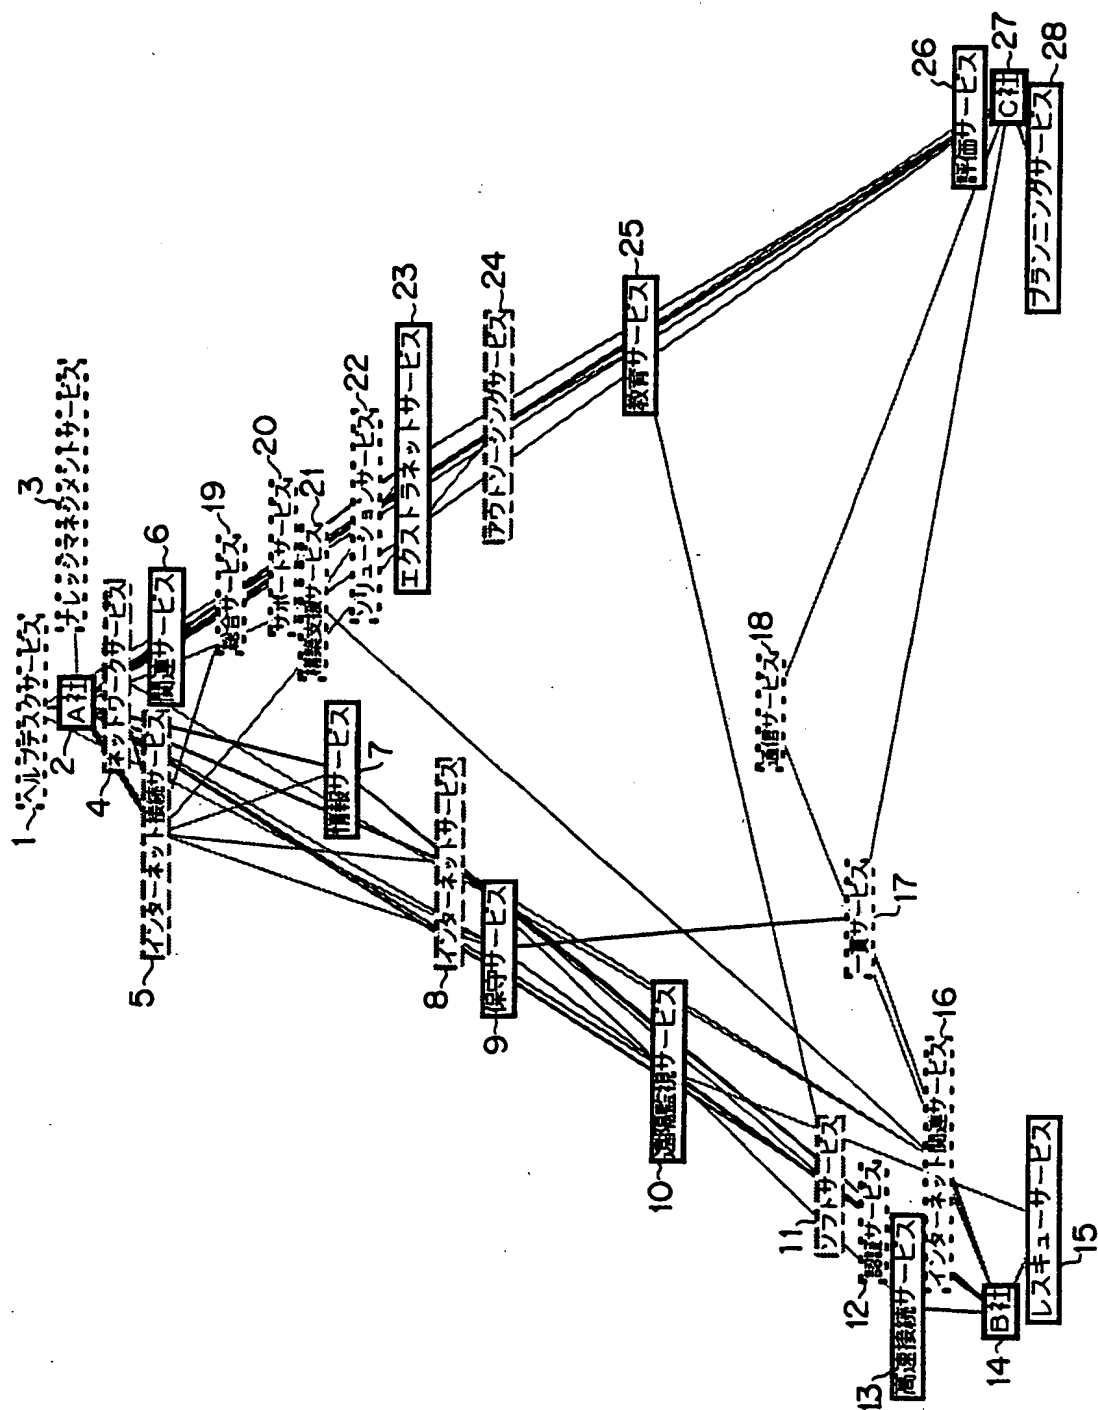 1
ヘルプデスクサービス
2
A社
3
ナレッジマネジメントサービス
4
ネットワークサービス
5
インターネット接続サービス
6
関連サービス
7
情報サービス
8
インターネットサービス
9
保守サービス
10
遠隔監視サービス
11
ソフトサービス
12
認証サービス
13
高速接続サービス
14
B社
15
レスキューサービス
16
インターネット関連サービス
17
一貫サービス
18
通信サービス
19
総合サービス
20
サポートサービス
21
構築支援サービス
22
ソリューションサービス
23
エクストラネットサービス
24
アウトソーシングサービス
25
教育サービス
26
評価サービス
27
C社
28
プランニングサービス